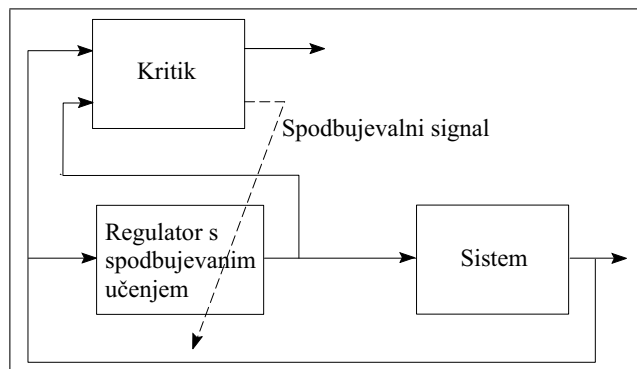 Kritik
Spodbujevalni signal
Regulator s
spodbujevanim
učenjem
Sistem